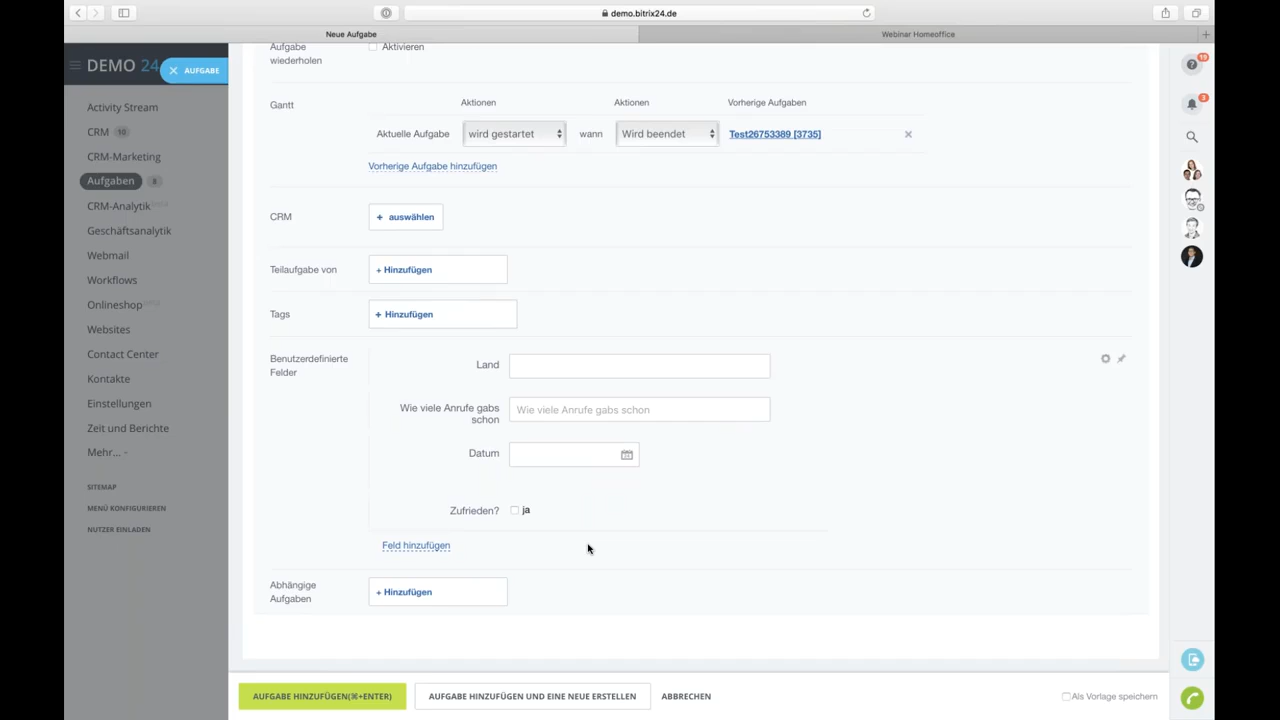 demo.bitrix24.de
Neue Aufgabe
Webinar Homeoffice
DEMO 24
AUFGABE
Activity Stream
CRM 10
CRM-Marketing
Aufgaben 8
CRM-Analytik beta
Geschäftsanalytik
Webmail
Workflows
Onlineshop beta
Websites
Contact Center
Kontakte
Einstellungen
Zeit und Berichte
Mehr...
SITEMAP
MENÜ KONFIGURIEREN
NUTZER EINLADEN
Aufgabe
wiederholen
Aktivieren
Gantt
Aktionen
Aktionen
Vorherige Aufgaben
Aktuelle Aufgabe wird gestartet wann Wird beendet Test26753389 [3735]
Vorherige Aufgabe hinzufügen
CRM
+ auswählen
Teilaufgabe von
+ Hinzufügen
Tags
+ Hinzufügen
Benutzerdefinierte
Felder
Land
Wie viele Anrufe gabs
schon
Wie viele Anrufe gabs schon
Datum
Zufrieden? ja
Feld hinzufügen
Abhängige
Aufgaben
+ Hinzufügen
AUFGABE HINZUFÜGEN(⌘+ENTER)
AUFGABE HINZUFÜGEN UND EINE NEUE ERSTELLEN
ABBRECHEN
Als Vorlage speichern
19
3